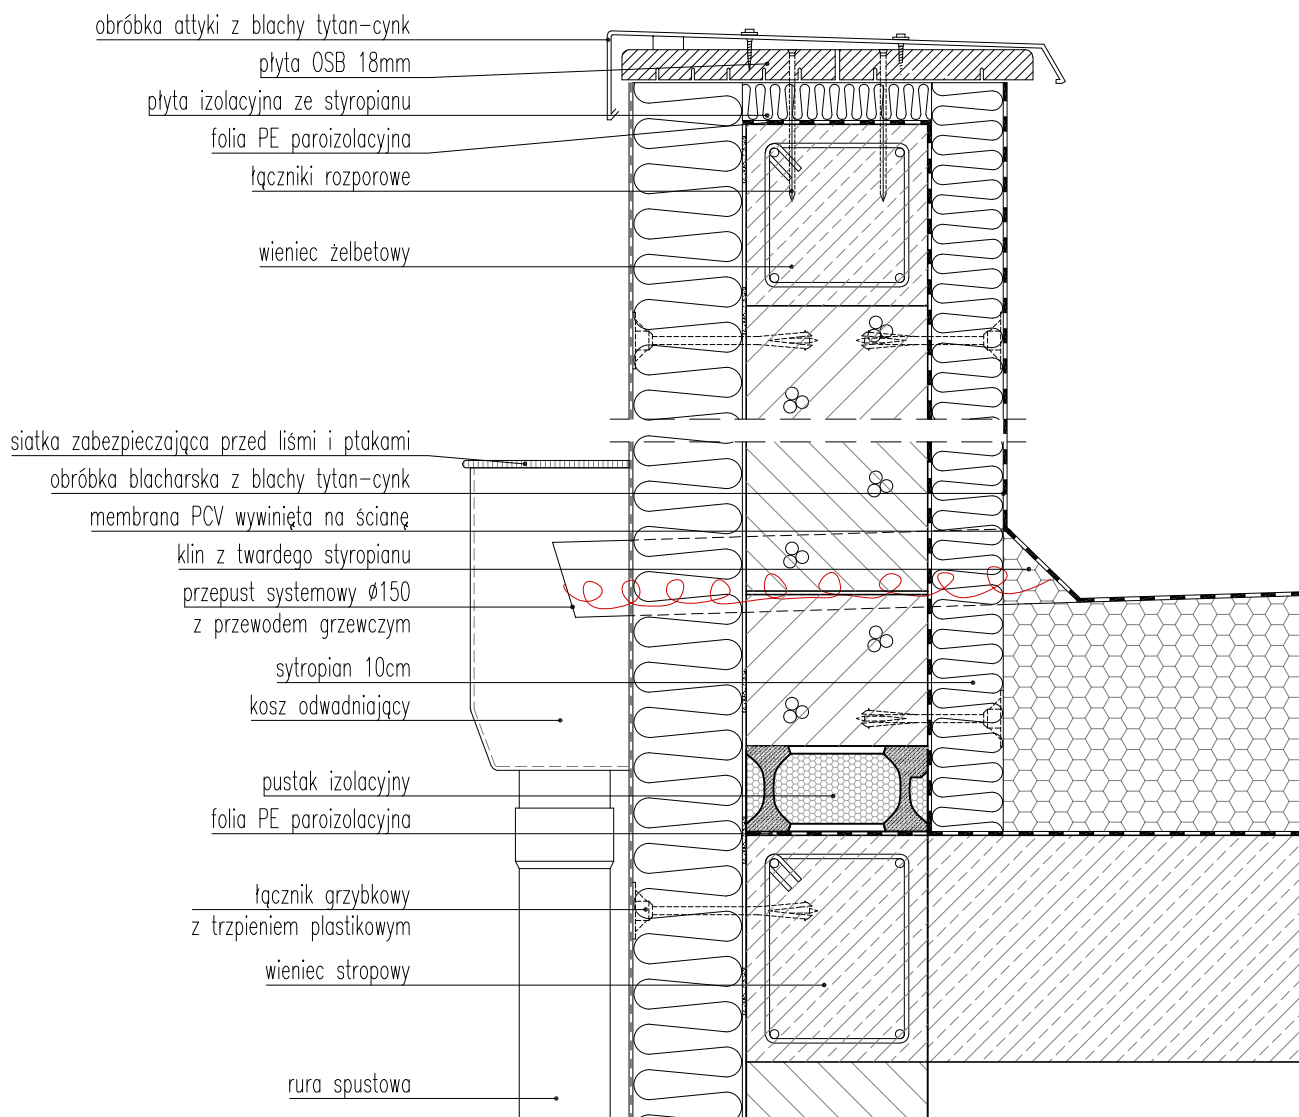 obróbka attyki z blachy tytan-cynk
płyta OSB 18mm
płyta izolacyjna ze styropianu
folia PE paroizolacyjna
łączniki rozporowe
wieniec żelbetowy
siatka zabezpieczająca przed liśmi i ptakami
obróbka blacharska z blachy tytan-cynk
membrana PCV wywinięta na ścianę
klin z twardego styropianu
przepust systemowy Ø150
z przewodem grzewczym
sytropian 10cm
kosz odwadniający
pustak izolacyjny
folia PE paroizolacyjna
łącznik grzybkowy
z trzpieniem plastikowym
wieniec stropowy
rura spustowa